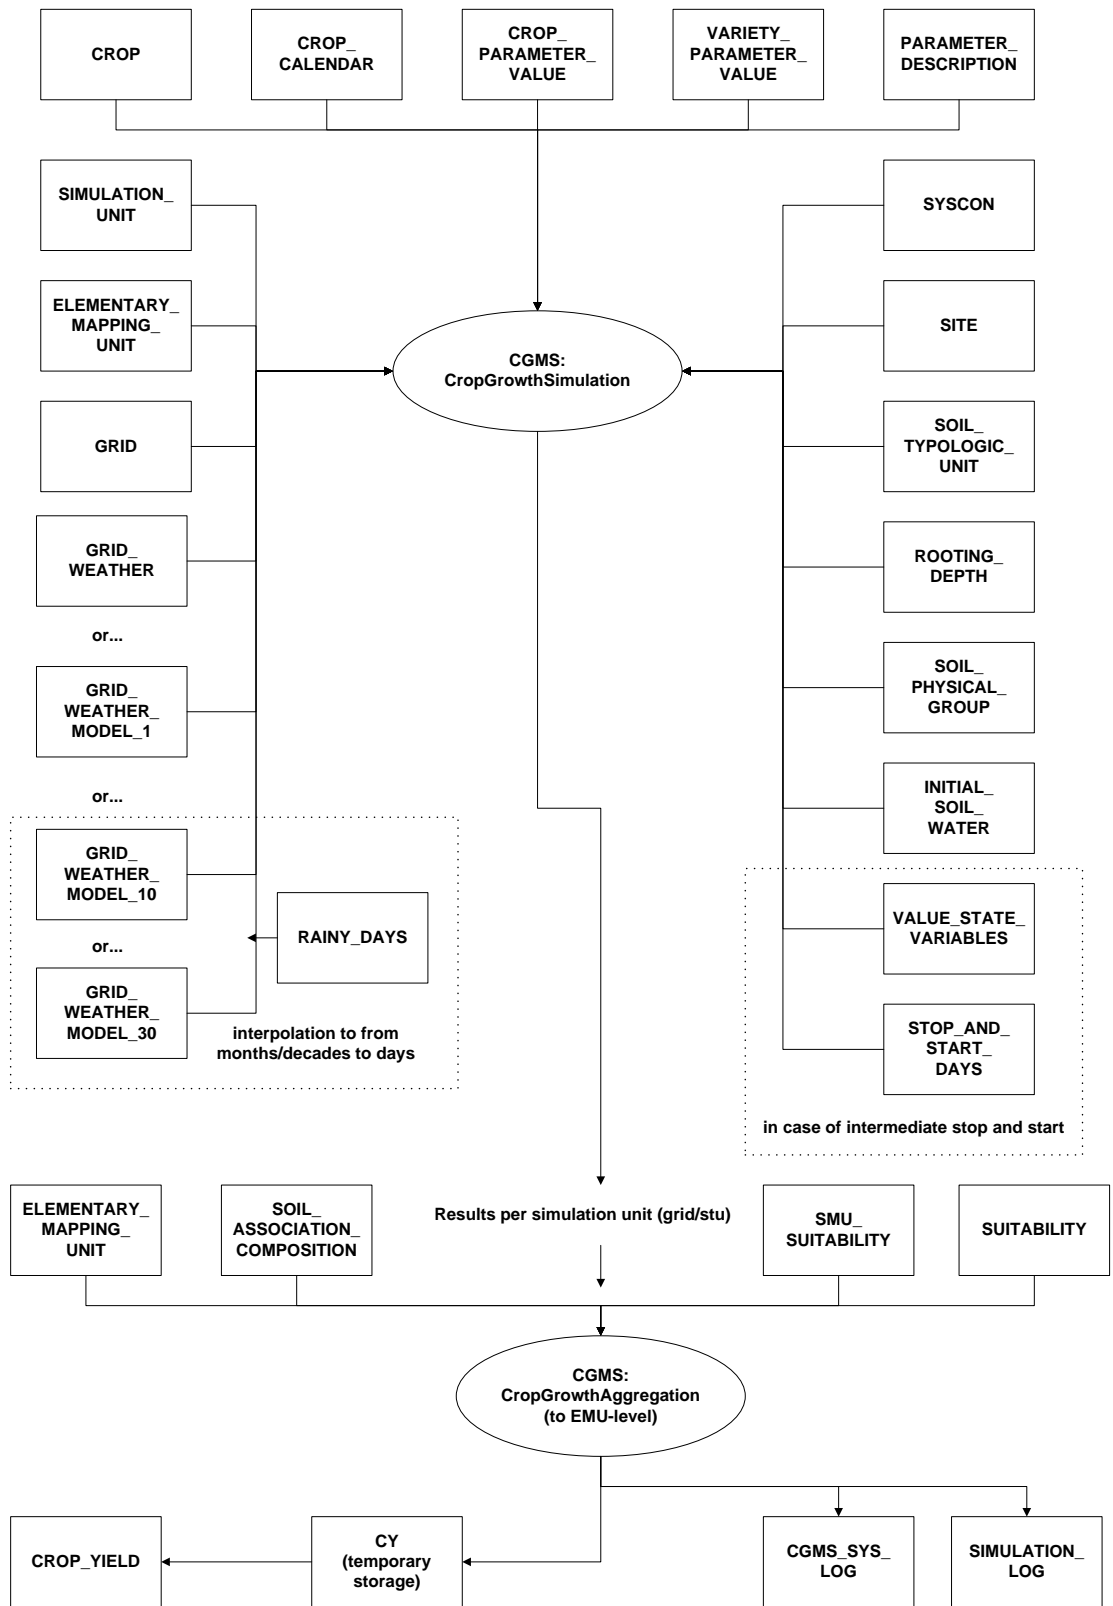 CROP
CROP_
CALENDAR
CROP_
PARAMETER_
VALUE
VARIETY_
PARAMETER_
VALUE
PARAMETER_
DESCRIPTION
SIMULATION_
UNIT
SYSCON
ELEMENTARY_
MAPPING_
UNIT
CGMS:
CropGrowthSimulation
SITE
GRID
SOIL_
TYPOLOGIC_
UNIT
GRID_
WEATHER
ROOTING_
DEPTH
or...
GRID_
WEATHER_
MODEL_1
SOIL_
PHYSICAL_
GROUP
or...
INITIAL_
SOIL_
WATER
GRID_
WEATHER_
MODEL_10
RAINY_DAYS
VALUE_STATE_
VARIABLES
or...
GRID_
WEATHER_
MODEL_30
interpolation to from
months/decades to days
STOP_AND_
START_
DAYS
in case of intermediate stop and start
ELEMENTARY_
MAPPING_
UNIT
SOIL_
ASSOCIATION_
COMPOSITION
Results per simulation unit (grid/stu)
SMU_
SUITABILITY
SUITABILITY
CGMS:
CropGrowthAggregation
(to EMU-level)
CROP_YIELD
CY
(temporary
storage)
CGMS_SYS_
LOG
SIMULATION_
LOG